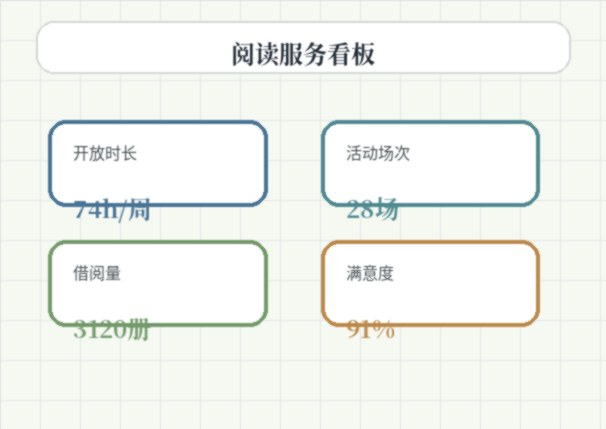 阅读服务看板
开放时长
活动场次
74h/周
28场
借阅量
满意度
3120册
91%